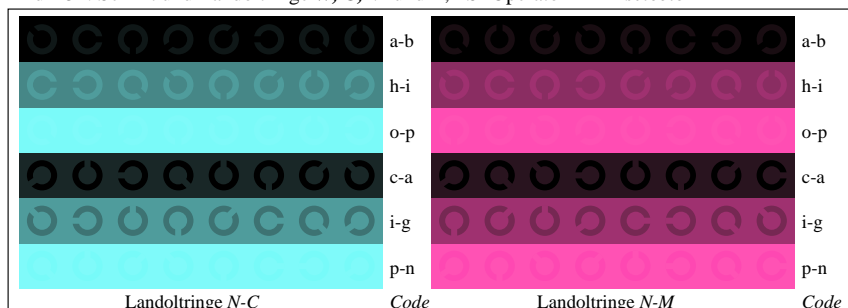 a-b
a-b
h-i
h-i
o-p
o-p
c-a
c-a
i-g
i-g
p-n
p-n
Landoltringe N-C Code Landoltringe N-M Code